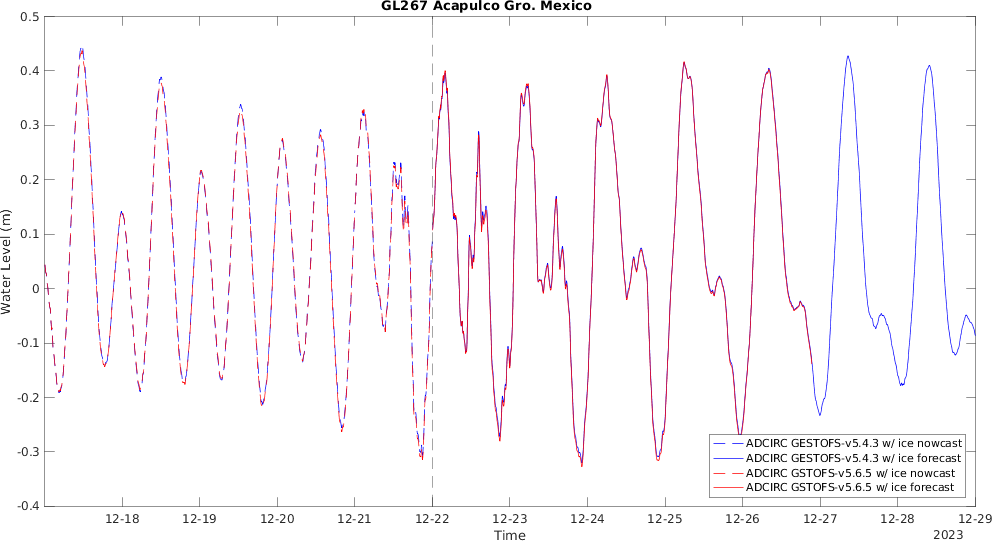 GL267 Acapulco Gro. Mexico
0.5
0.4
0.3
0.2
0.1
0
-0.1
-0.2
-0.3
-0.4
Water Level (m)
ADCIRC GESTOFS-v5.4.3 w/ ice nowcast
ADCIRC GESTOFS-v5.4.3 w/ ice forecast
ADCIRC GSTOFS-v5.6.5 w/ ice nowcast
ADCIRC GSTOFS-v5.6.5 w/ ice forecast
12-18 12-19 12-20 12-21 12-22 12-23 12-24 12-25 12-26 12-27 12-28 12-29
Time
2023